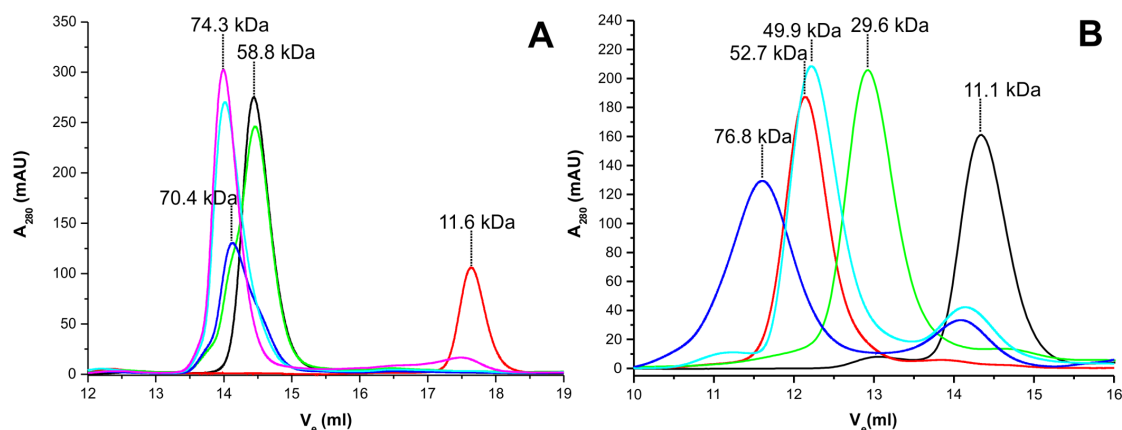 A
74.3 kDa
58.8 kDa
70.4 kDa
11.6 kDa
350
300
250
200
150
100
50
0
A280 (mAU)
12 13 14 15 16 17 18 19
Ve (ml)
B
49.9 kDa 29.6 kDa
52.7 kDa
11.1 kDa
76.8 kDa
240
220
200
180
160
140
120
100
80
60
40
20
0
A280 (mAU)
10 11 12 13 14 15 16
Ve (ml)